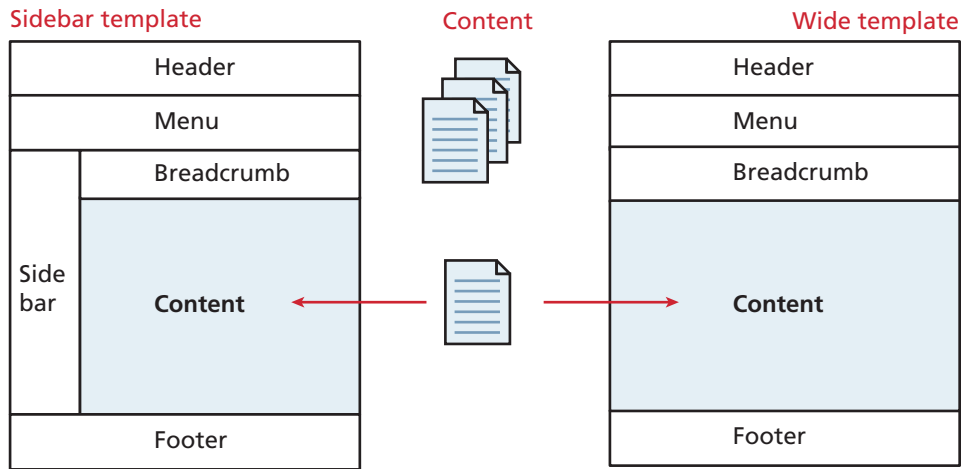 Sidebar template
Header
Menu
Breadcrumb
Side
bar
Content
Footer
Content
Wide template
Header
Menu
Breadcrumb
Content
Footer